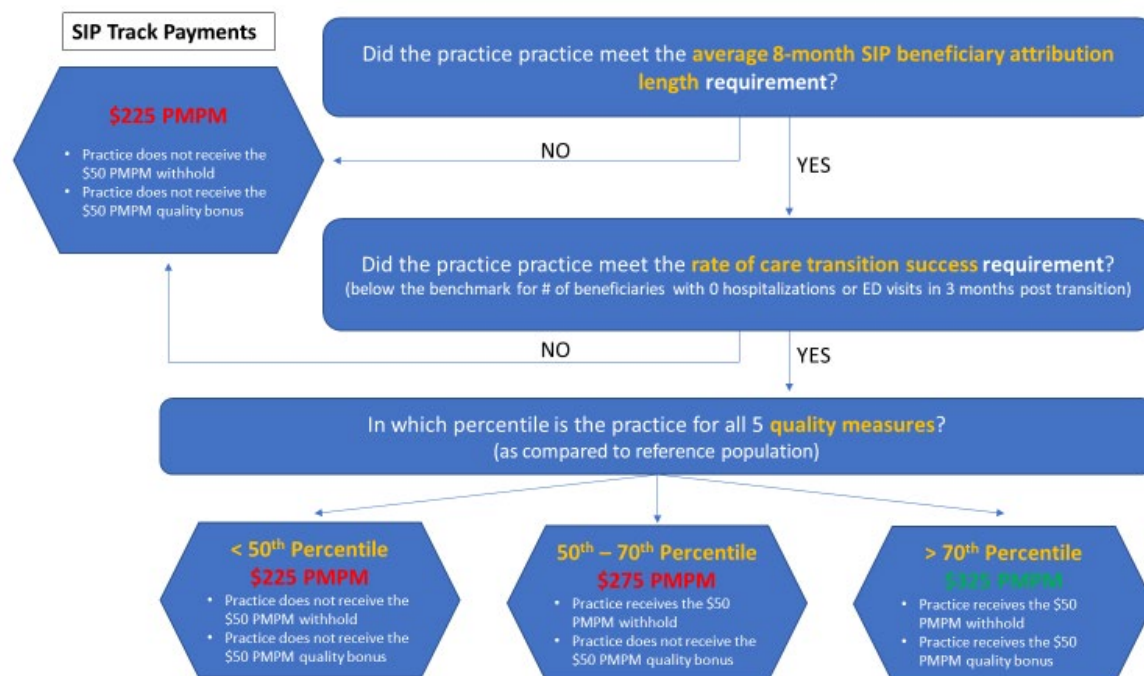 SIP Track Payments
Did the practice practice meet the average 8-month SIP beneficiary attribution
length requirement?
$225 PMPM
• Practice does not receive the
$50 PMPM withhold
• Practice does not receive the
$50 PMPM quality bonus
NO
YES
Did the practice practice meet the rate of care transition success requirement?
(below the benchmark for # of beneficiaries with 0 hospitalizations or ED visits in 3 months post transition)
NO
YES
In which percentile is the practice for all 5 quality measures?
(as compared to reference population)
< 50th Percentile
$225 PMPM
• Practice does not receive the
$50 PMPM withhold
• Practice does not receive the
$50 PMPM quality bonus
50th – 70th Percentile
$275 PMPM
• Practice receives the $50
PMPM withhold
• Practice does not receive the
$50 PMPM quality bonus
> 70th Percentile
$325 PMPM
• Practice receives the $50
PMPM withhold
• Practice receives the $50
PMPM quality bonus